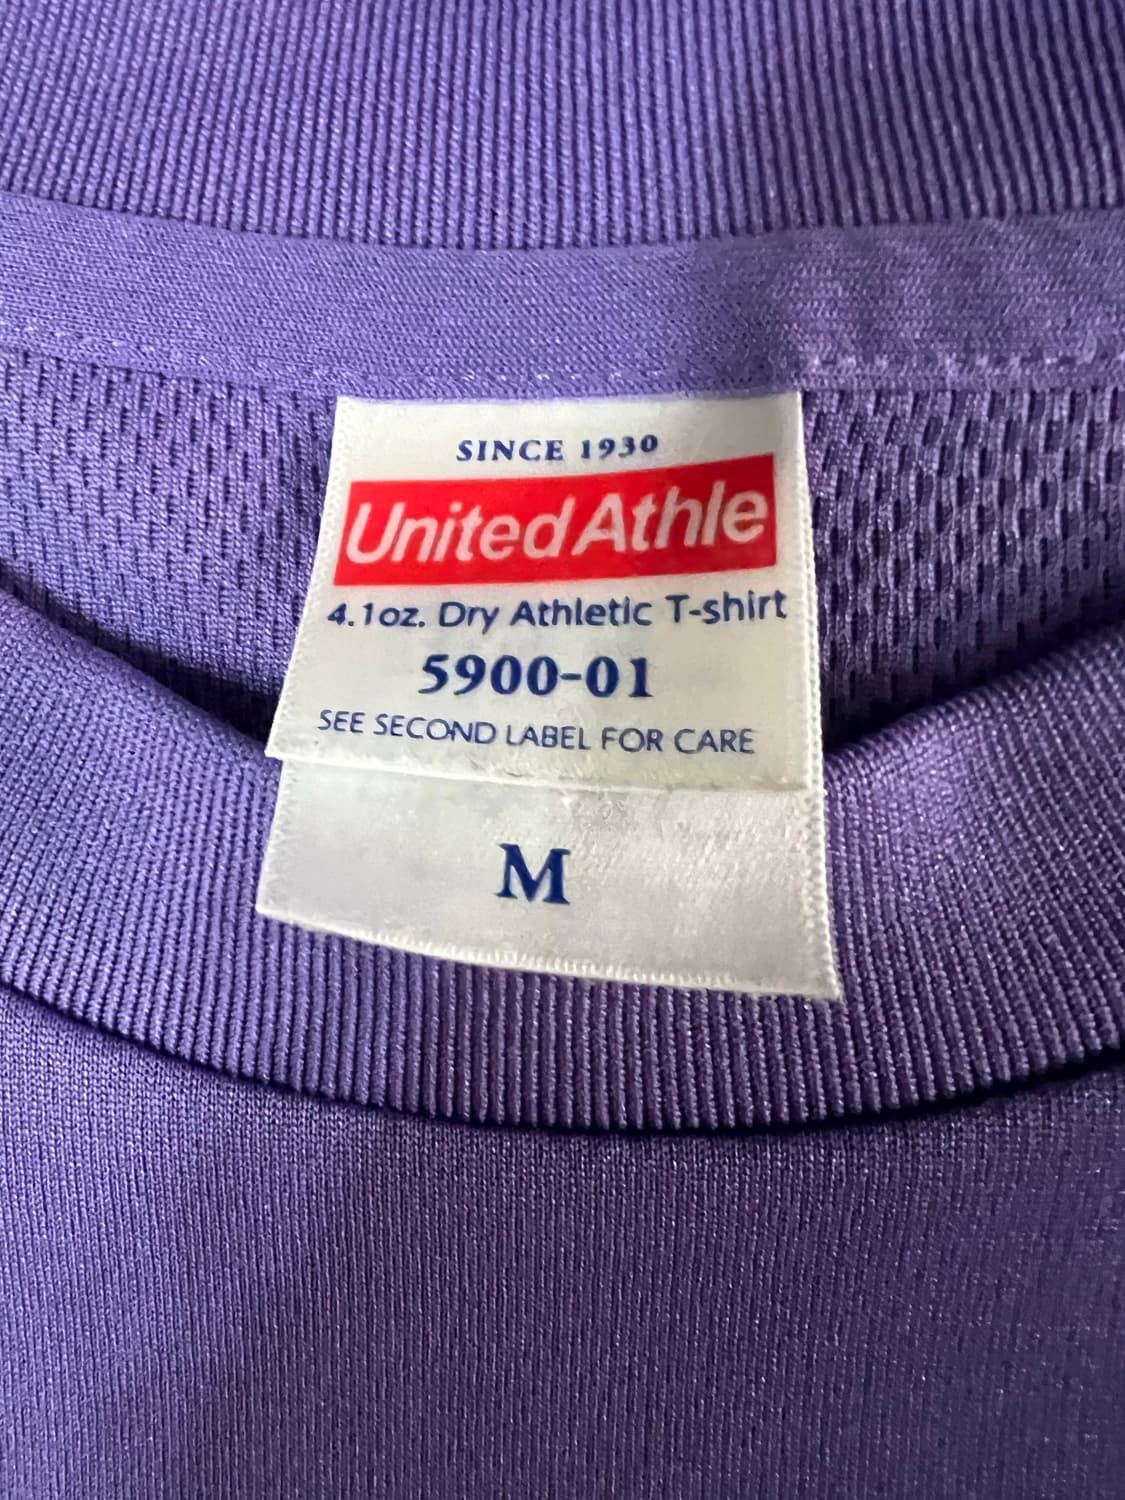 SINCE 1930
United Athle
4.1oz. Dry Athletic T-shirt
5900-01
SEE SECOND LABEL FOR CARE
M